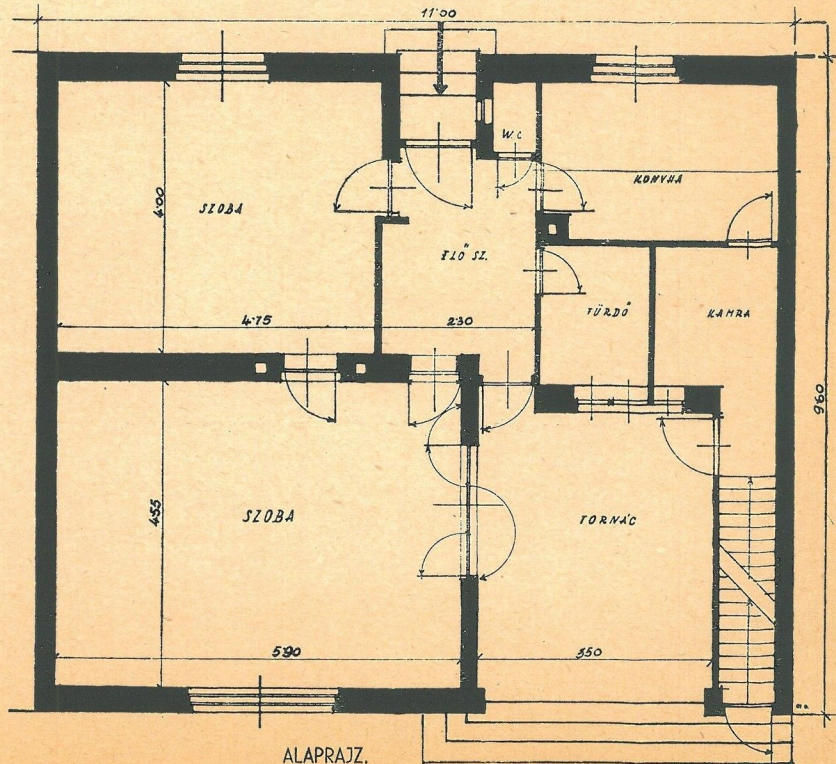 11·00
W.C
KONYHA
4·00
SZOBA
ELŐ SZ.
FÜRDŐ
KAMRA
4·75
2·30
9·60
4·55
SZOBA
TORNÁC
5·90
3·50
ALAPRAJZ.